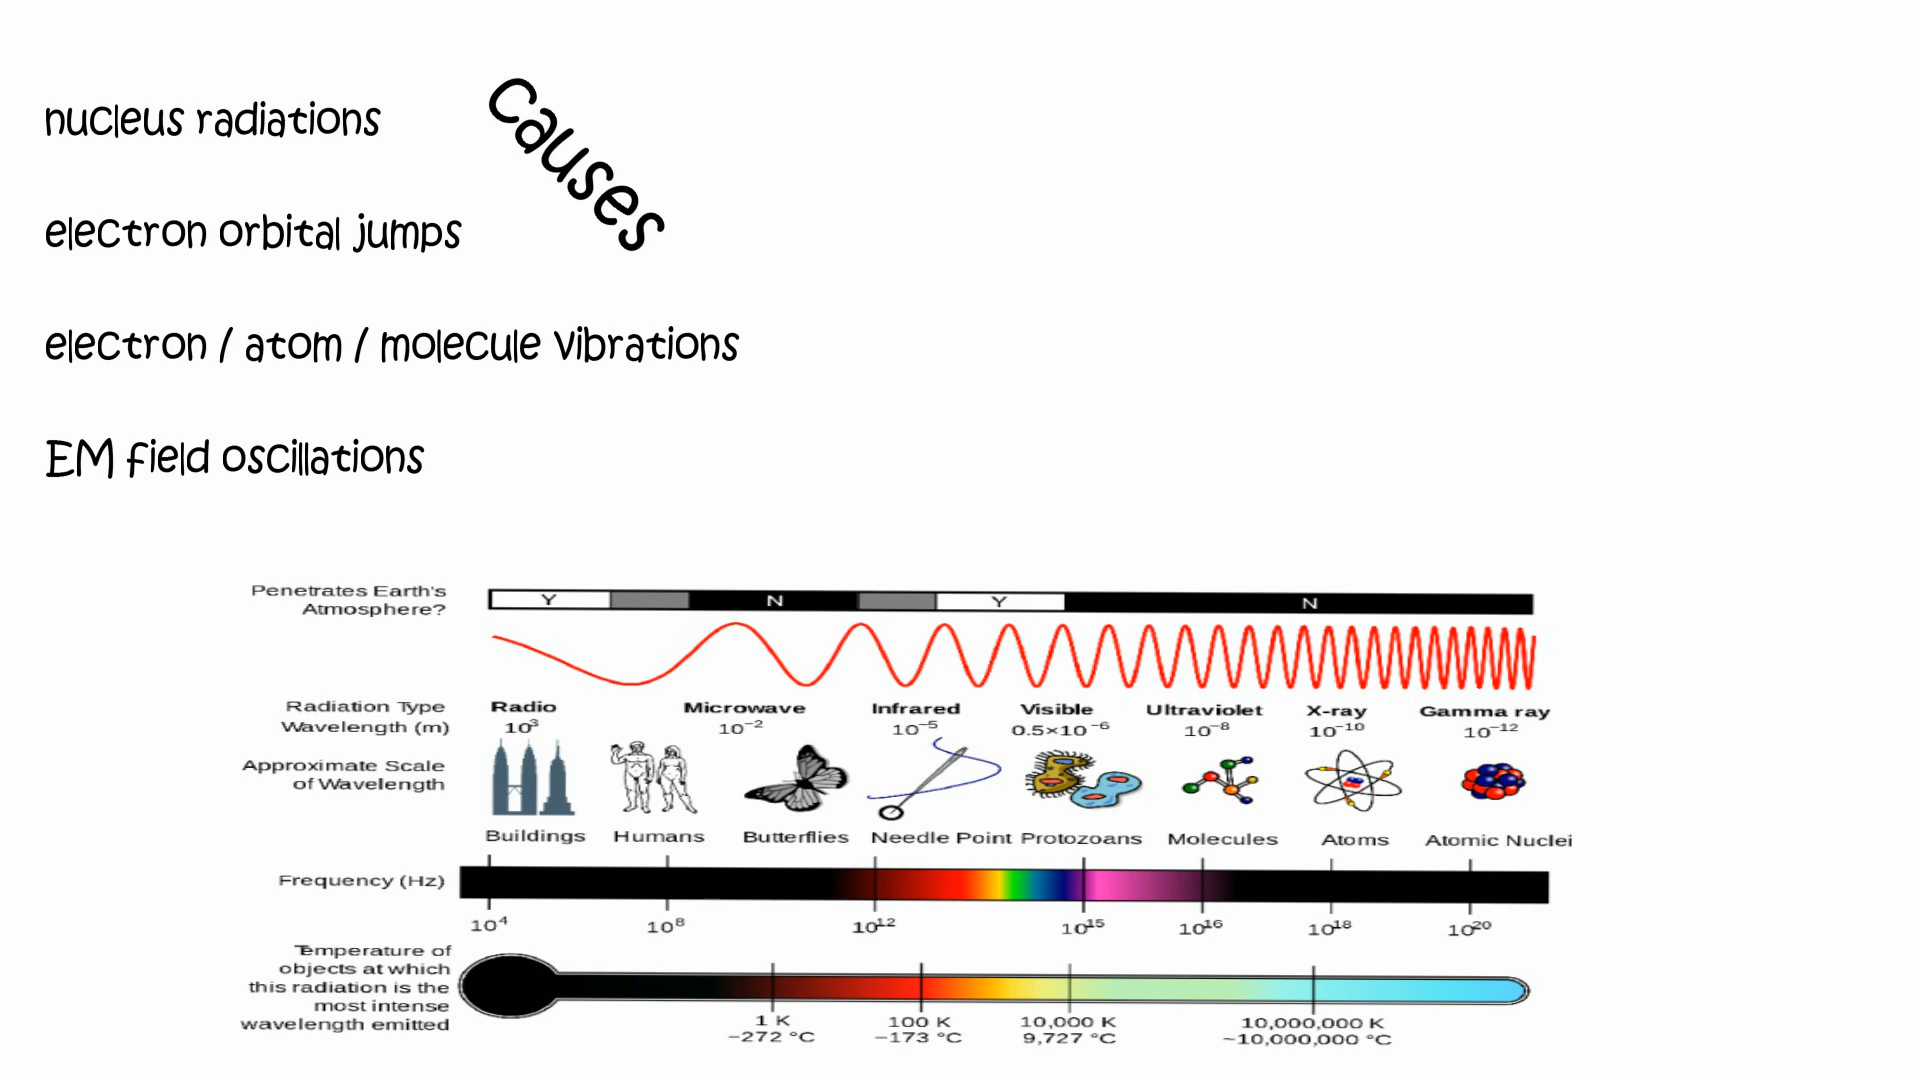 causes
nucleus radiations
electron orbital jumps
electron / atom / molecule vibrations
EM field oscillations
Penetrates Earth's
Atmosphere?
Y N Y N
Radiation Type
Radio Microwave Infrared Visible Ultraviolet X-ray Gamma ray
Wavelength (m)
10³ 10⁻² 10⁻⁵ 0.5×10⁻⁶ 10⁻⁸ 10⁻¹⁰ 10⁻¹²
Approximate Scale
of Wavelength
Buildings Humans Butterflies Needle Point Protozoans Molecules Atoms Atomic Nuclei
Frequency (Hz)
10⁴ 10⁸ 10¹² 10¹⁵ 10¹⁶ 10¹⁸ 10²⁰
Temperature of
objects at which
this radiation is the
most intense
wavelength emitted
1 K 100 K 10,000 K 10,000,000 K
−272 °C −173 °C 9,727 °C ~10,000,000 °C